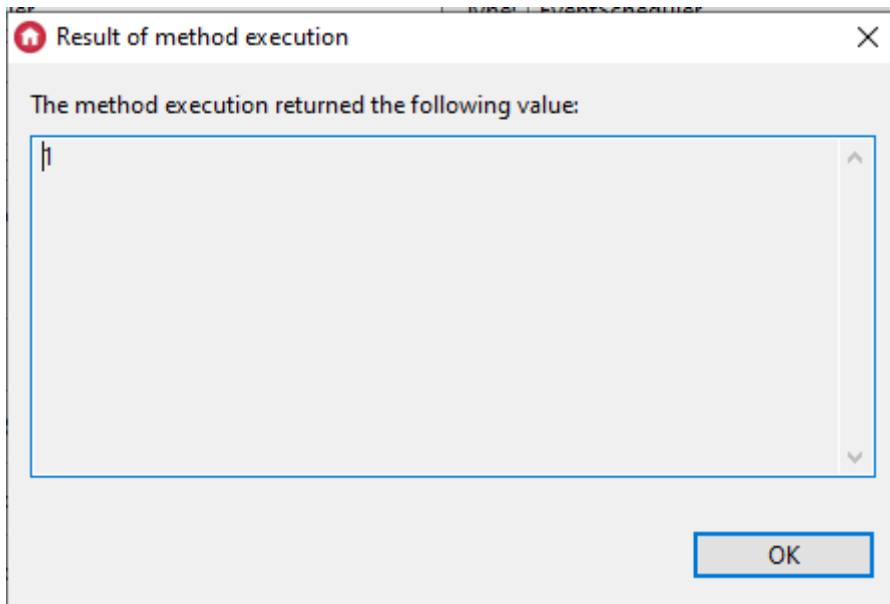 Result of method execution
The method execution returned the following value:
1
OK